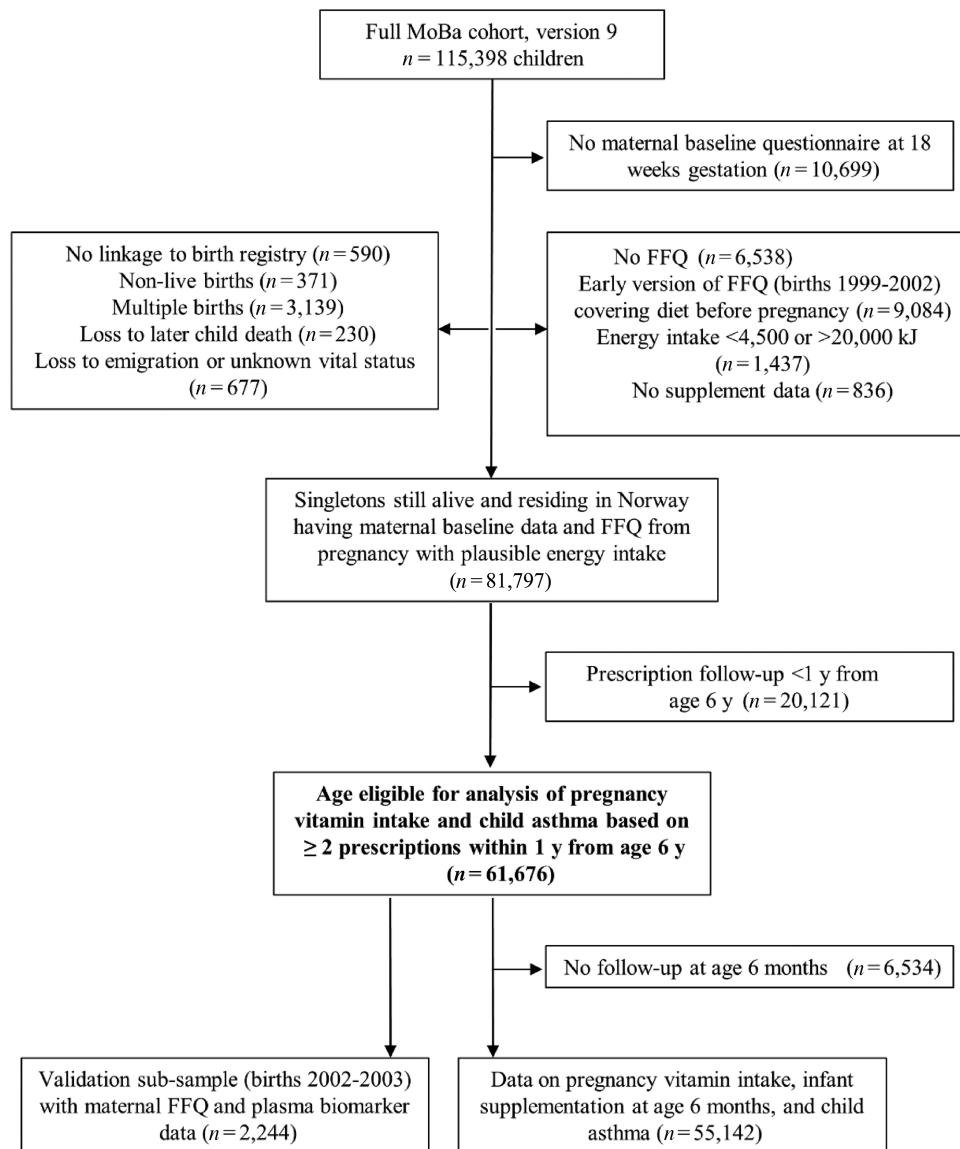 Full MoBa cohort, version 9
n = 115,398 children
No maternal baseline questionnaire at 18
weeks gestation (n = 10,699)
No linkage to birth registry (n = 590)
Non-live births (n = 371)
Multiple births (n = 3,139)
Loss to later child death (n = 230)
Loss to emigration or unknown vital status
(n = 677)
No FFQ (n = 6,538)
Early version of FFQ (births 1999-2002)
covering diet before pregnancy (n = 9,084)
Energy intake <4,500 or >20,000 kJ
(n = 1,437)
No supplement data (n = 836)
Singletons still alive and residing in Norway
having maternal baseline data and FFQ from
pregnancy with plausible energy intake
(n = 81,797)
Prescription follow-up <1 y from
age 6 y (n = 20,121)
Age eligible for analysis of pregnancy
vitamin intake and child asthma based on
≥ 2 prescriptions within 1 y from age 6 y
(n = 61,676)
No follow-up at age 6 months (n = 6,534)
Validation sub-sample (births 2002-2003)
with maternal FFQ and plasma biomarker
data (n = 2,244)
Data on pregnancy vitamin intake, infant
supplementation at age 6 months, and child
asthma (n = 55,142)